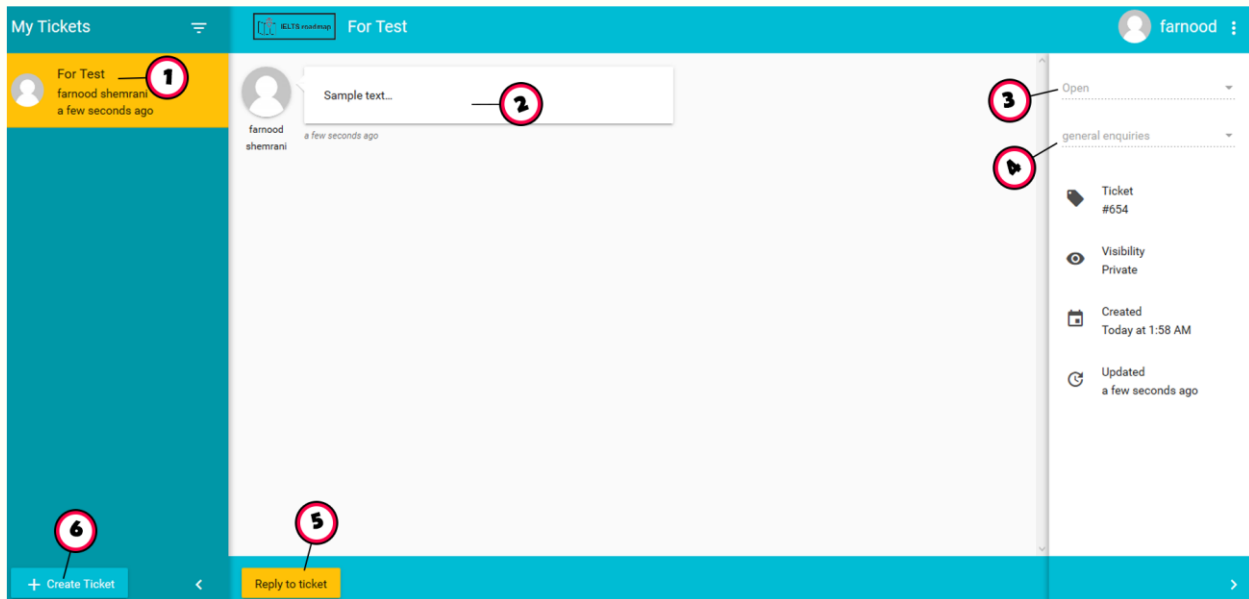 My Tickets
IELTS roadmap
For Test
farnood
For Test
1
farnood shemrani
a few seconds ago
Sample text...
2
farnood
shemrani
a few seconds ago
3
Open
general enquiries
4
Ticket
#654
Visibility
Private
Created
Today at 1:58 AM
Updated
a few seconds ago
6
5
+ Create Ticket
Reply to ticket